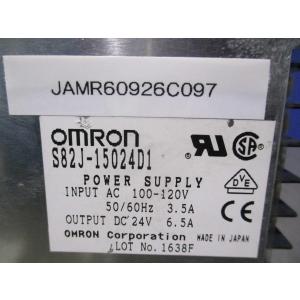 JAMR60926C097
OMRON
S82J-15024D1
POWER SUPPLY
INPUT AC 100-120V
50/60Hz 3.5A
OUTPUT DC 24V 6.5A
OMRON Corporation MADE IN JAPAN
LOT No. 1638F